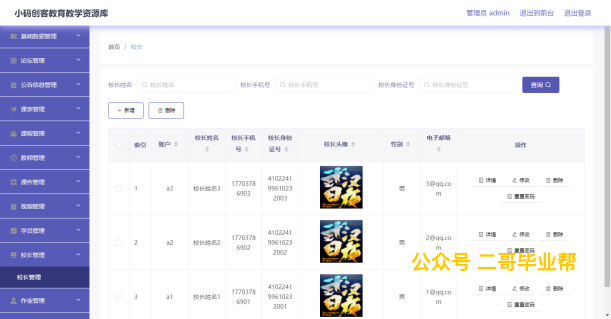 小码创客教育教学资源库
管理员 admin 退出到前台 退出登录
基础数据管理
论坛管理
公告信息管理
课表管理
课程管理
教师管理
课件管理
视频管理
学员管理
校长管理
校长管理
作业管理
首页 / 校长
校长姓名 校长姓名 校长手机号 校长手机号 校长身份证号 校长身份证号 查询
+ 新增 删除
索引 账户 校长姓名 校长手机号 校长身份证号 校长头像 性别 电子邮箱 操作
1 a3 校长姓名3 17703786903 410224199610232003 男 3@qq.com 详情 修改 删除 重置密码
2 a2 校长姓名2 17703786902 410224199610232002 男 2@qq.com 详情 修改 删除 重置密码
3 a1 校长姓名1 17703786901 410224199610232001 男 1@qq.com 详情 修改 删除 重置密码
公众号 二哥毕业帮